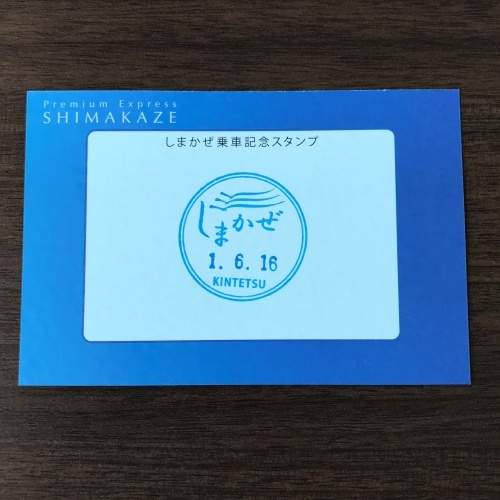 Premium Express
SHIMAKAZE
しまかぜ乗車記念スタンプ
しまかぜ
1. 6. 16
KINTETSU